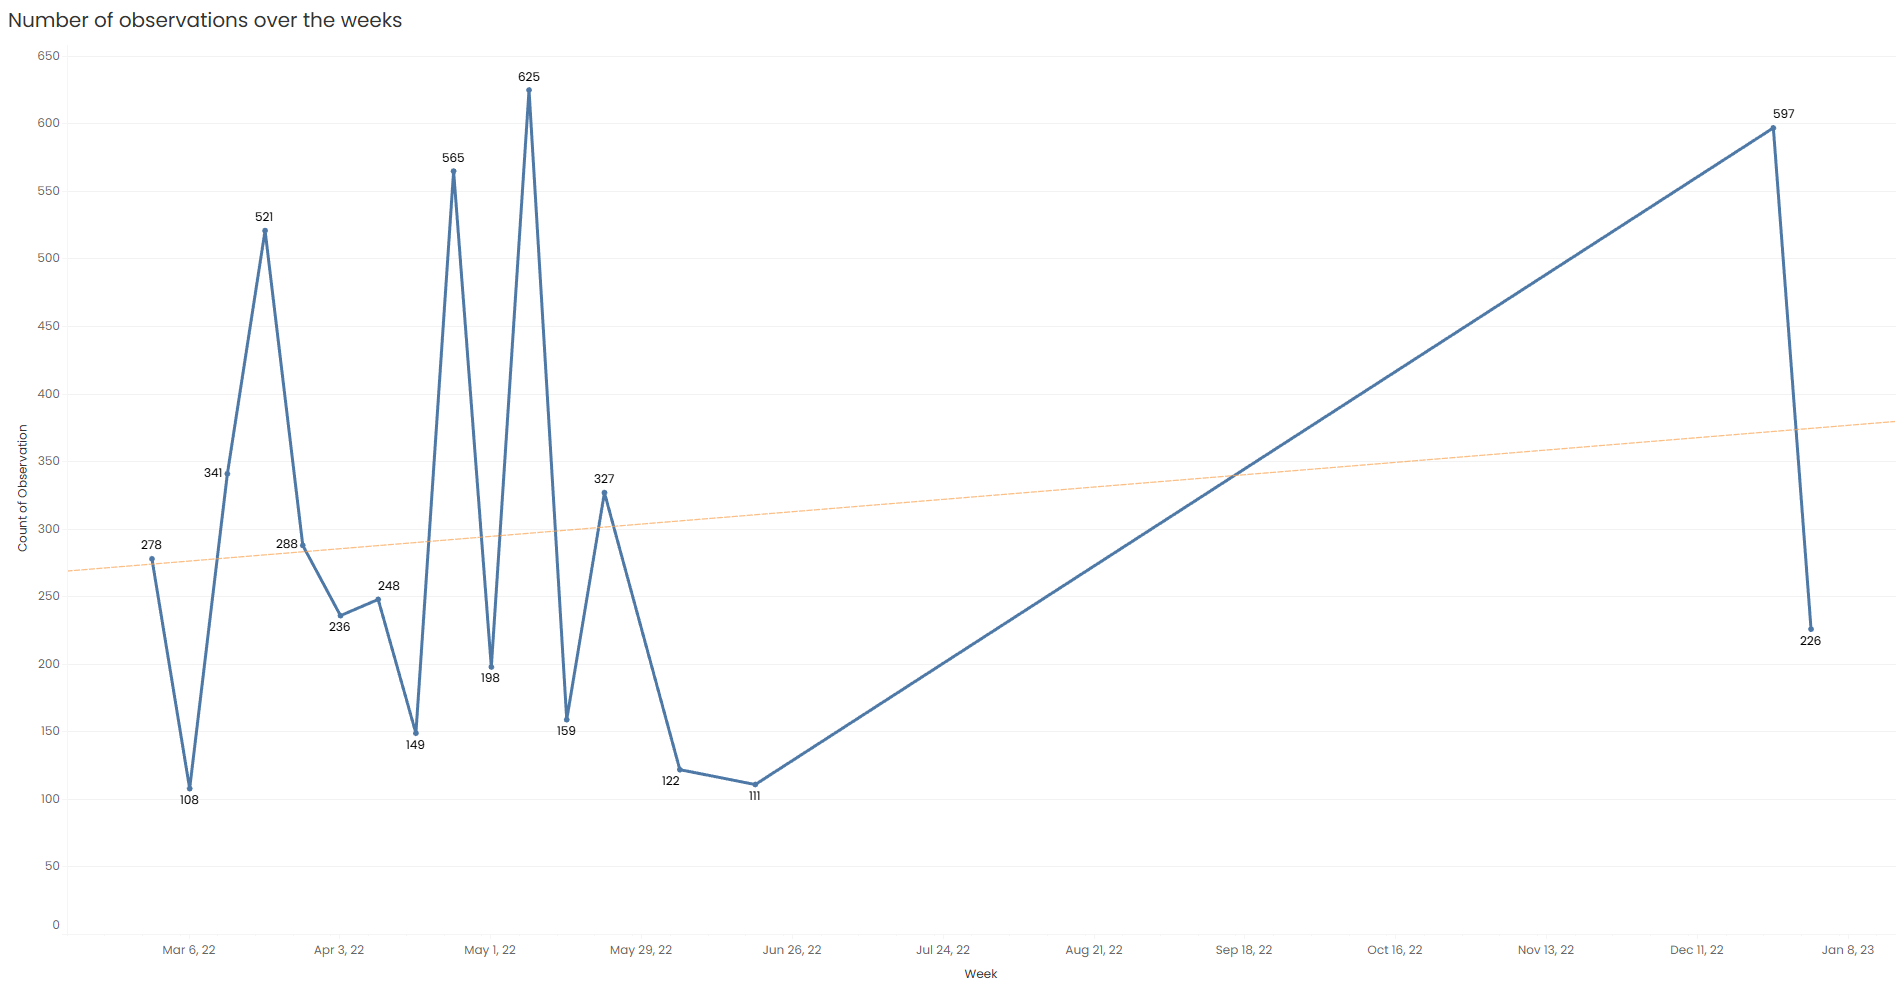 Number of observations over the weeks
650
600
550
500
450
400
350
300
250
200
150
100
50
0
Count of Observation
278
108
341
521
288
236
248
149
565
198
625
159
327
122
111
597
226
Mar 6, 22
Apr 3, 22
May 1, 22
May 29, 22
Jun 26, 22
Jul 24, 22
Aug 21, 22
Sep 18, 22
Oct 16, 22
Nov 13, 22
Dec 11, 22
Jan 8, 23
Week